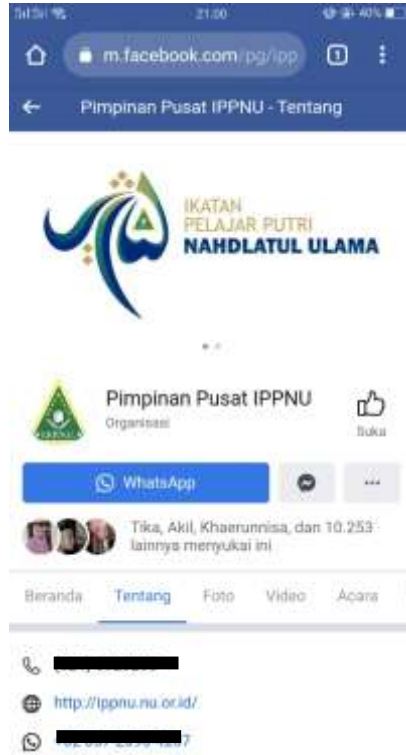 21:00
40%
m.facebook.com/pg/ipp
1
Pimpinan Pusat IPPNU - Tentang
IKATAN
PELAJAR PUTRI
NAHDLATUL ULAMA
Pimpinan Pusat IPPNU
Organisasi
Suka
WhatsApp
Tika, Akil, Khaerunnisa, dan 10.253
lainnya menyukai ini
Beranda Tentang Foto Video Acara
http://ippnu.nu.or.id/